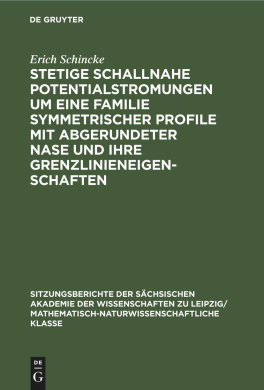 DE GRUYTER
Erich Schincke
STETIGE SCHALLNAHE
POTENTIALSTROMUNGEN
UM EINE FAMILIE
SYMMETRISCHER PROFILE
MIT ABGERUNDETER
NASE UND IHRE
GRENZLINIENEIGEN-
SCHAFTEN
SITZUNGSBERICHTE DER SÄCHSISCHEN
AKADEMIE DER WISSENSCHAFTEN ZU LEIPZIG/
MATHEMATISCH-NATURWISSENSCHAFTLICHE
KLASSE
DE
G